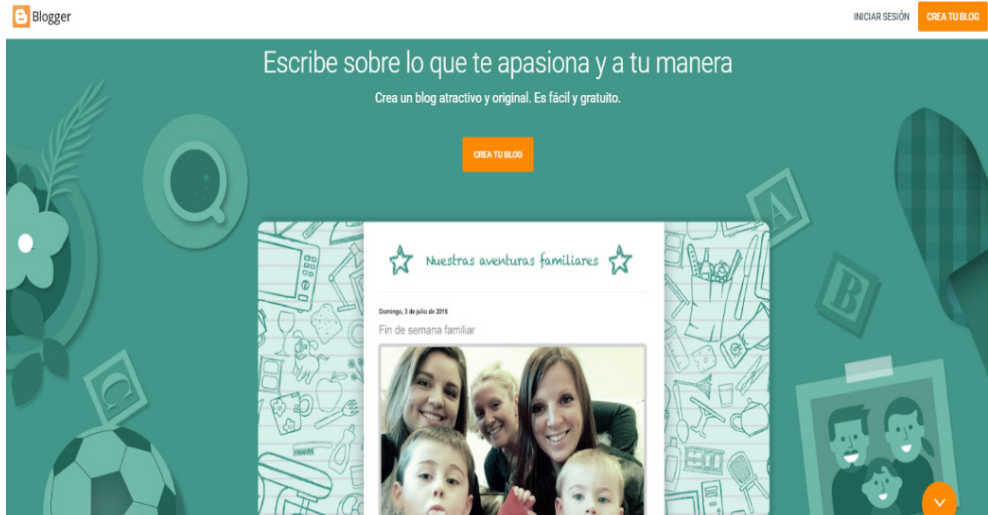 Blogger
INICIAR SESIÓN
CREA TU BLOG
Escribe sobre lo que te apasiona y a tu manera
Crea un blog atractivo y original. Es fácil y gratuito.
CREA TU BLOG
A
Nuestras aventuras familiares
B
Domingo, 3 de julio de 2016
Fin de semana familiar
C